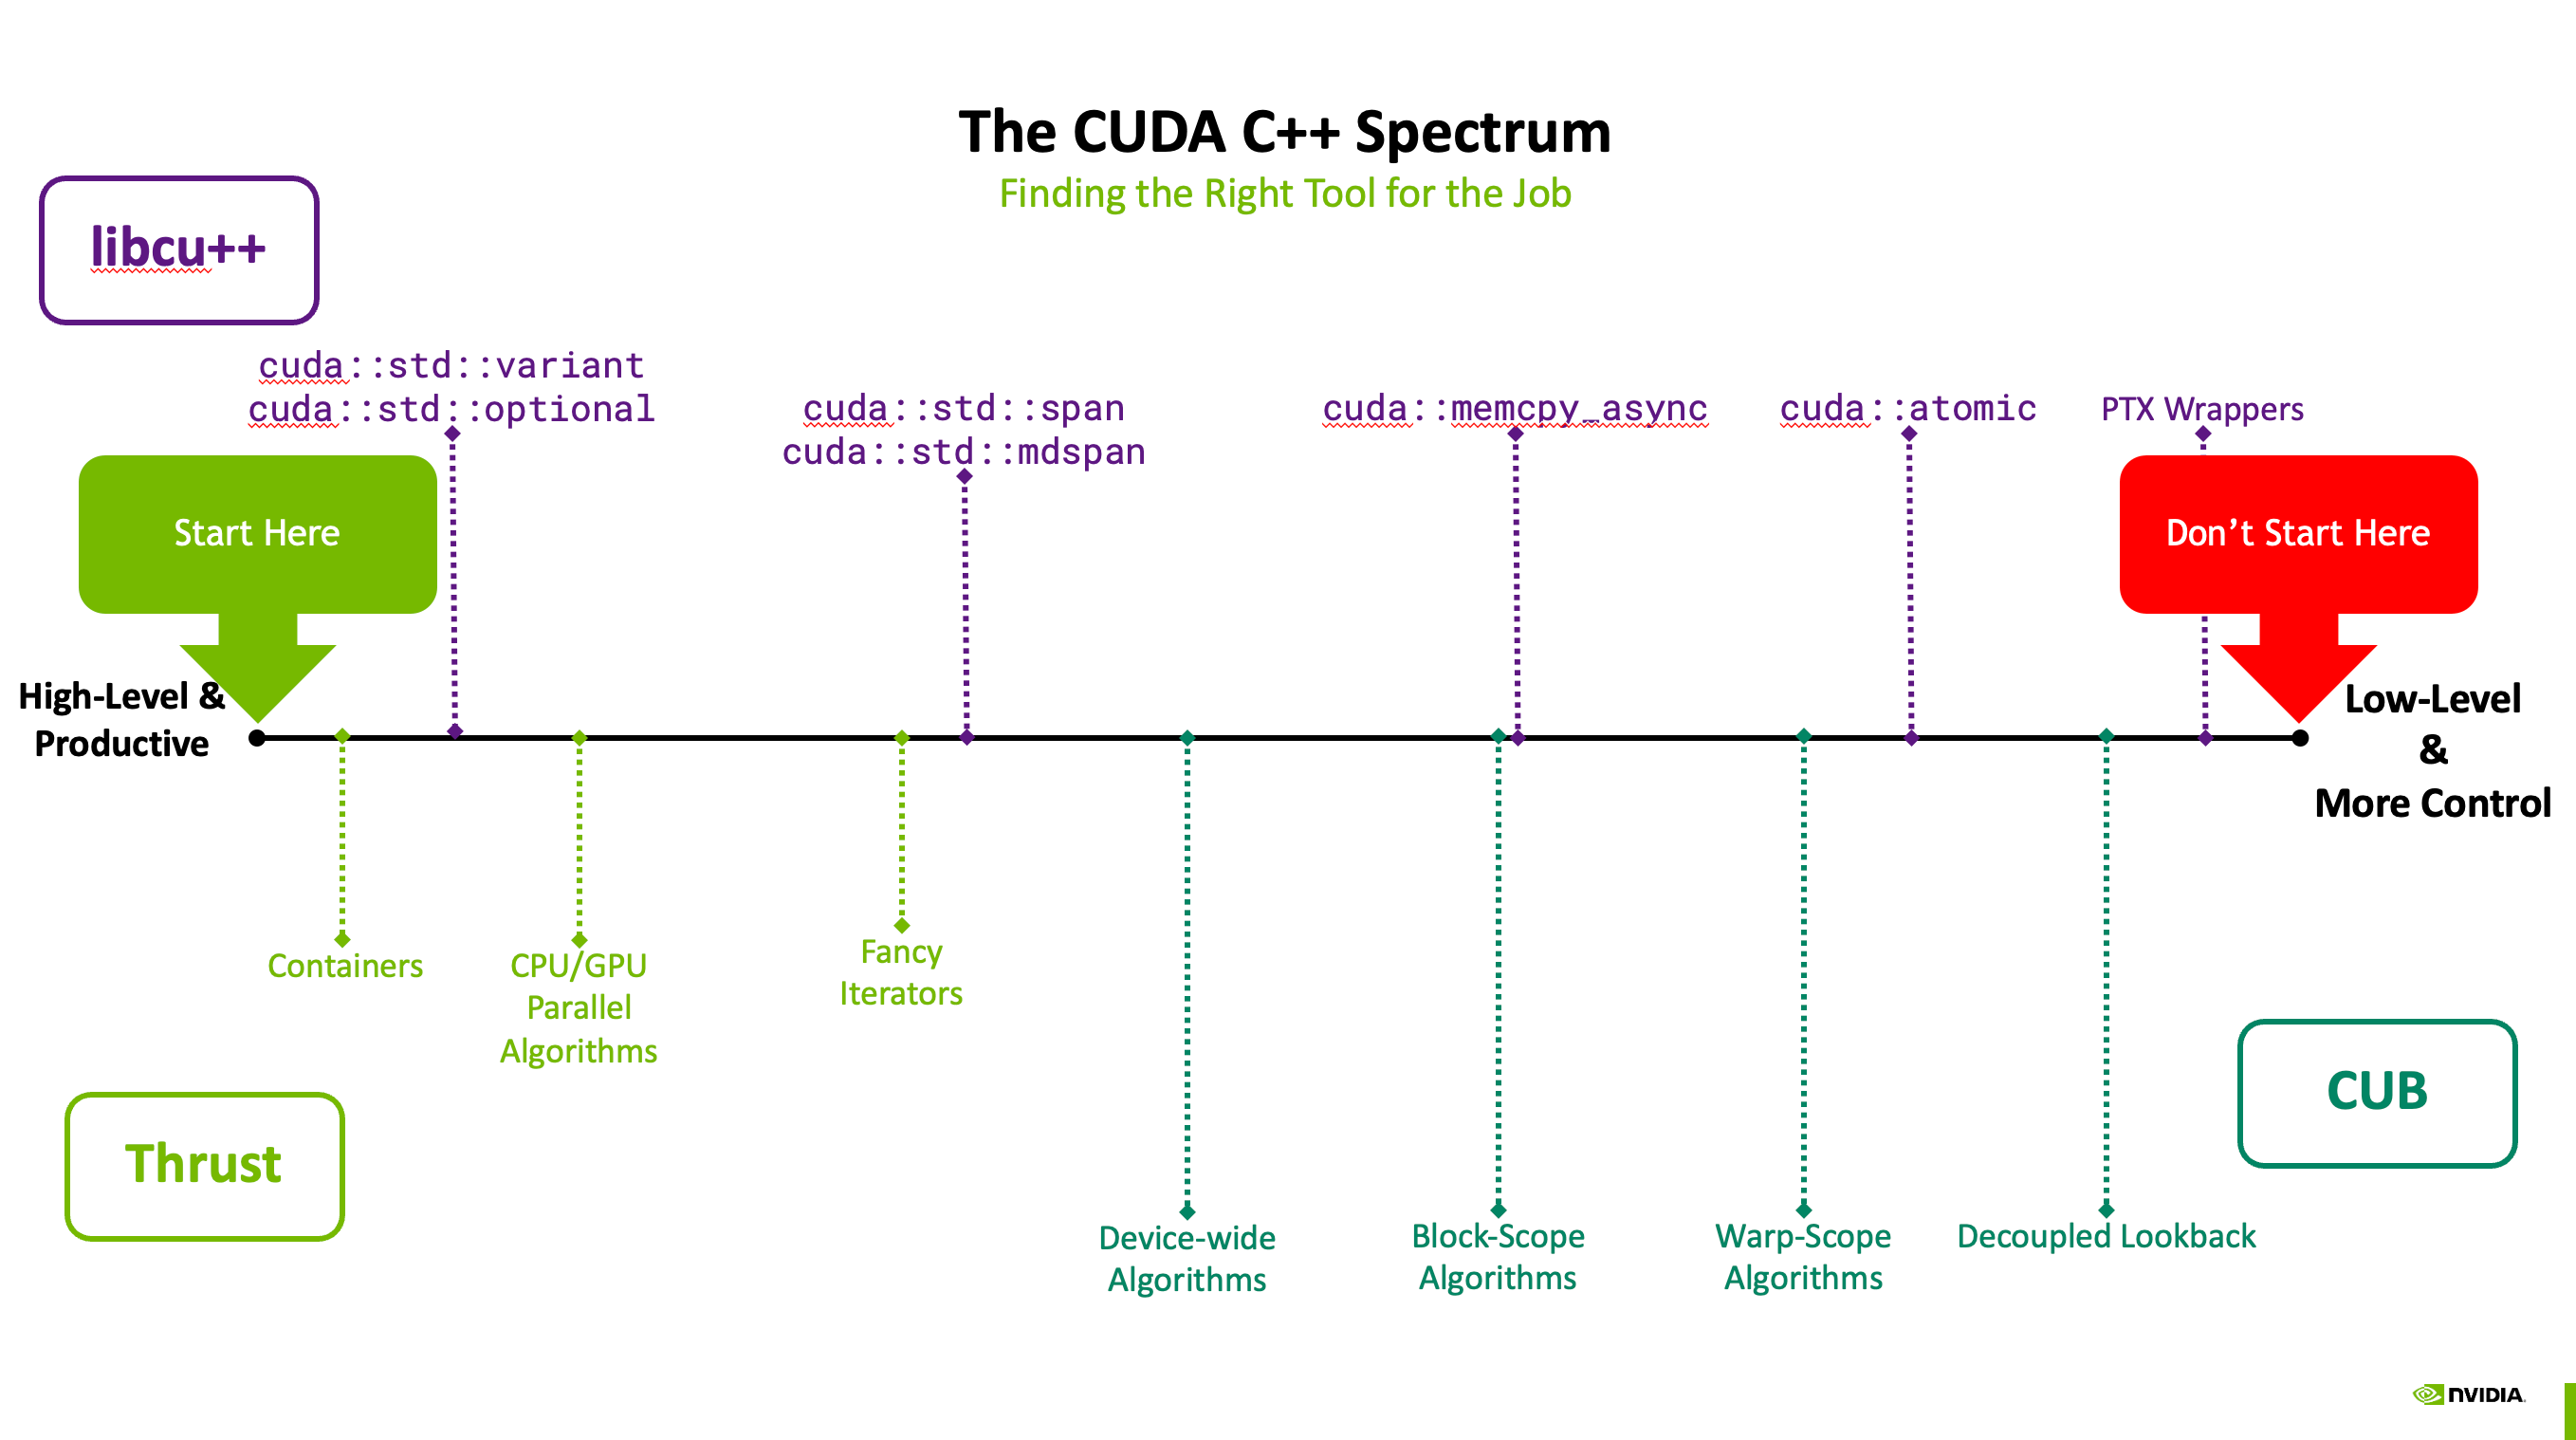 The CUDA C++ Spectrum
Finding the Right Tool for the Job
libcu++
cuda::std::variant
cuda::std::optional
cuda::std::span
cuda::std::mdspan
cuda::memcpy_async
cuda::atomic
PTX Wrappers
Start Here
Don’t Start Here
High-Level &
Productive
Low-Level
&
More Control
Containers
CPU/GPU
Parallel
Algorithms
Fancy
Iterators
Thrust
CUB
Device-wide
Algorithms
Block-Scope
Algorithms
Warp-Scope
Algorithms
Decoupled Lookback
NVIDIA